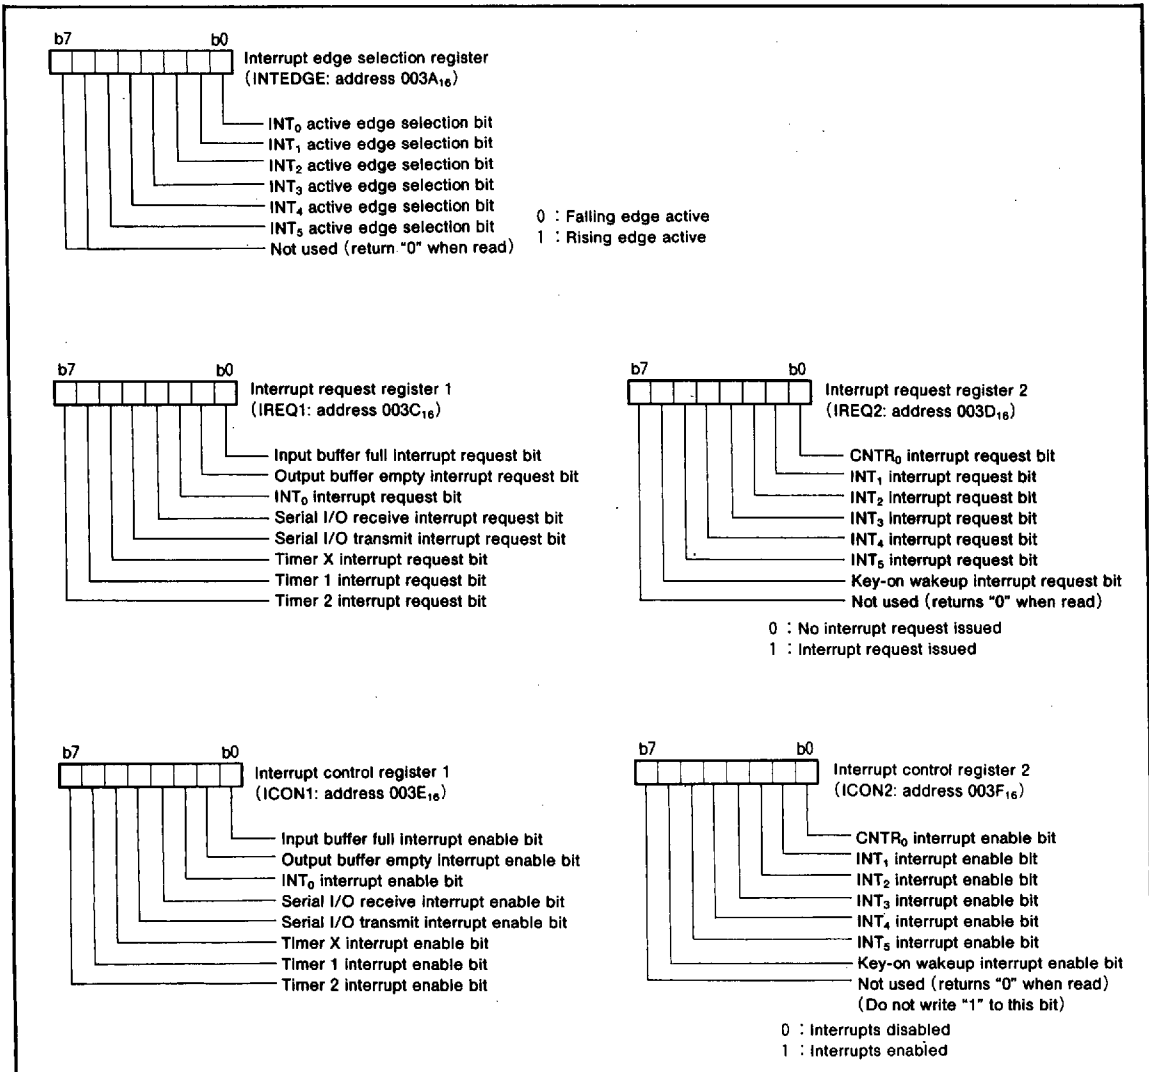 b7 b0
Interrupt edge selection register
(INTEDGE: address 003A₁₆)
INT₀ active edge selection bit
INT₁ active edge selection bit
INT₂ active edge selection bit
INT₃ active edge selection bit
INT₄ active edge selection bit
INT₅ active edge selection bit
Not used (return "0" when read)
0 : Falling edge active
1 : Rising edge active
b7 b0
Interrupt request register 1
(IREQ1: address 003C₁₆)
Input buffer full interrupt request bit
Output buffer empty interrupt request bit
INT₀ interrupt request bit
Serial I/O receive interrupt request bit
Serial I/O transmit interrupt request bit
Timer X interrupt request bit
Timer 1 interrupt request bit
Timer 2 interrupt request bit
b7 b0
Interrupt request register 2
(IREQ2: address 003D₁₆)
CNTR₀ interrupt request bit
INT₁ interrupt request bit
INT₂ interrupt request bit
INT₃ interrupt request bit
INT₄ interrupt request bit
INT₅ interrupt request bit
Key-on wakeup interrupt request bit
Not used (returns "0" when read)
0 : No interrupt request issued
1 : Interrupt request issued
b7 b0
Interrupt control register 1
(ICON1: address 003E₁₆)
Input buffer full interrupt enable bit
Output buffer empty interrupt enable bit
INT₀ interrupt enable bit
Serial I/O receive interrupt enable bit
Serial I/O transmit interrupt enable bit
Timer X interrupt enable bit
Timer 1 interrupt enable bit
Timer 2 interrupt enable bit
b7 b0
Interrupt control register 2
(ICON2: address 003F₁₆)
CNTR₀ interrupt enable bit
INT₁ interrupt enable bit
INT₂ interrupt enable bit
INT₃ interrupt enable bit
INT₄ interrupt enable bit
INT₅ interrupt enable bit
Key-on wakeup interrupt enable bit
Not used (returns "0" when read)
(Do not write "1" to this bit)
0 : Interrupts disabled
1 : Interrupts enabled